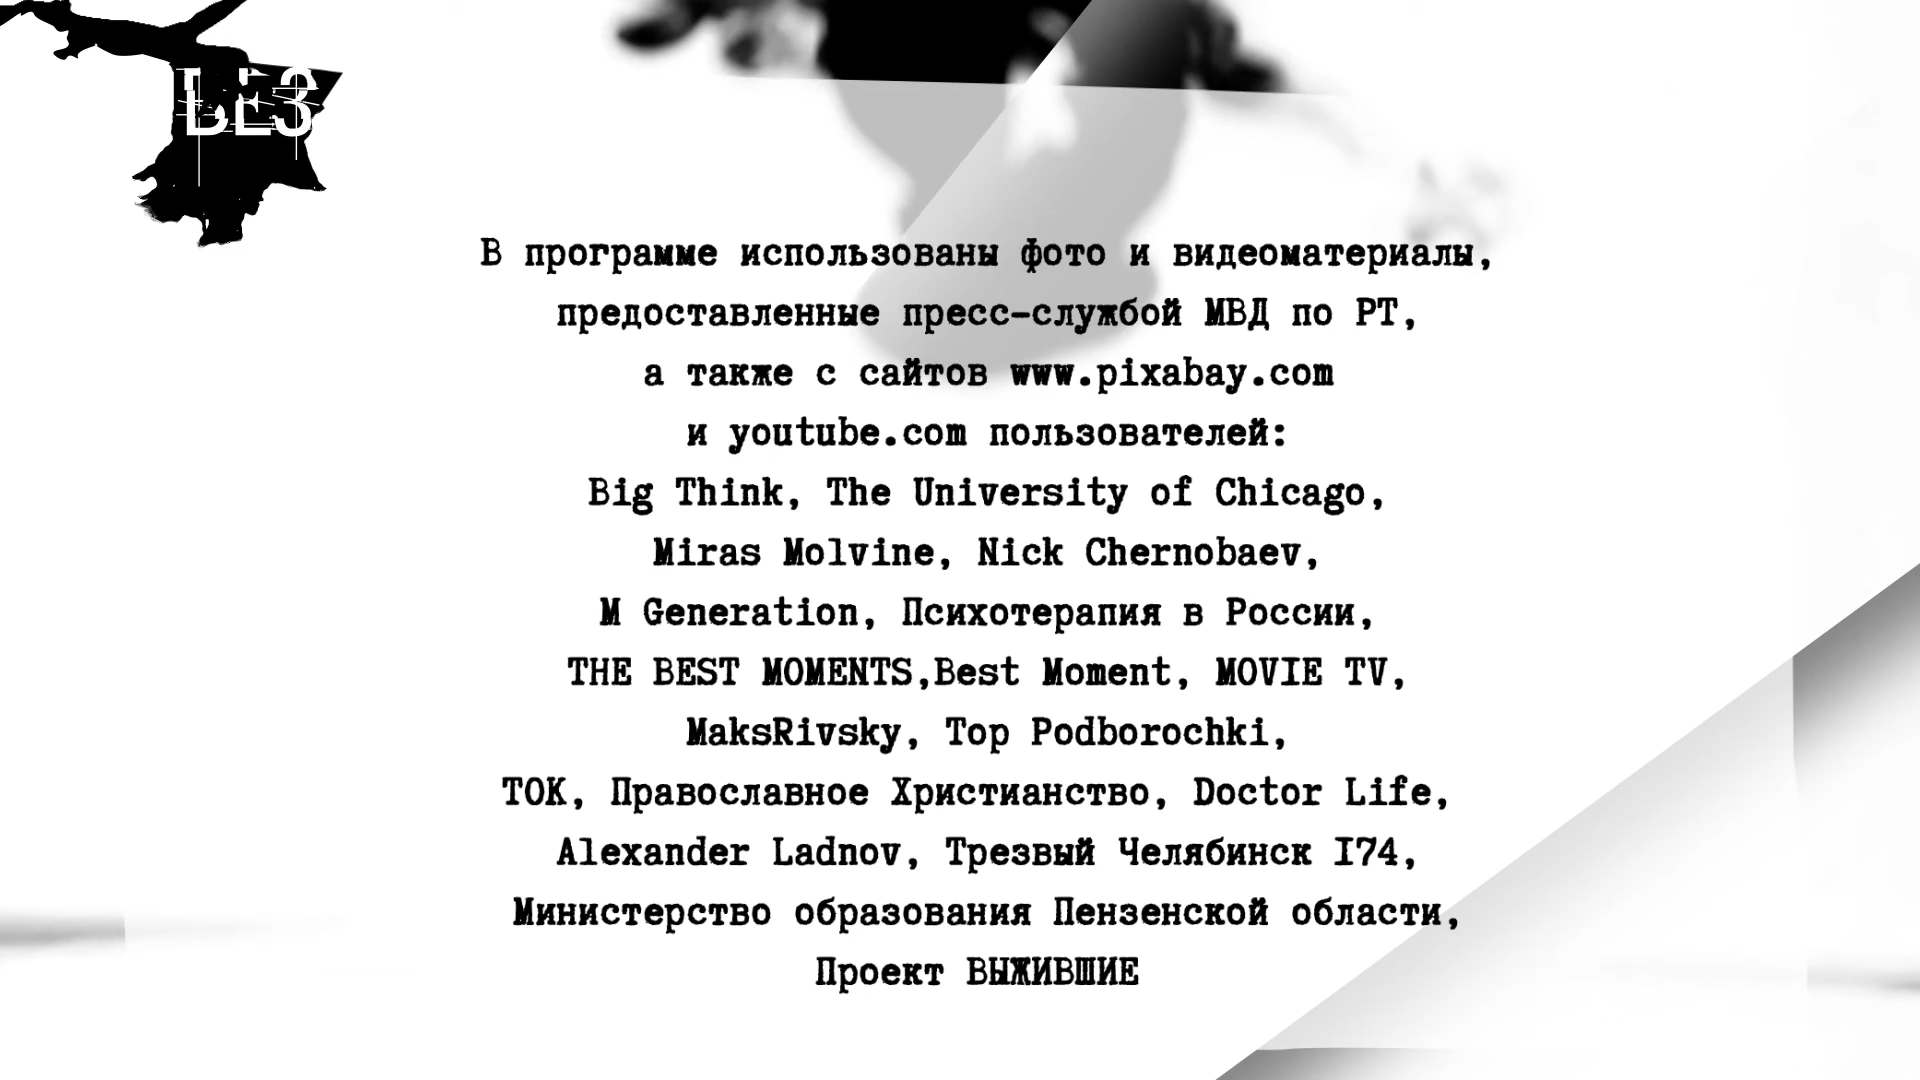 БЕЗ
В программе использованы фото и видеоматериалы,
предоставленные пресс-службой МВД по РТ,
а также с сайтов www.pixabay.com
и youtube.com пользователей:
Big Think, The University of Chicago,
Miras Molvine, Nick Chernobaev,
M Generation, Психотерапия в России,
THE BEST MOMENTS,Best Moment, MOVIE TV,
MaksRivsky, Top Podborochki,
ТОК, Православное Христианство, Doctor Life,
Alexander Ladnov, Трезвый Челябинск I74,
Министерство образования Пензенской области,
Проект ВЫЖИВШИЕ